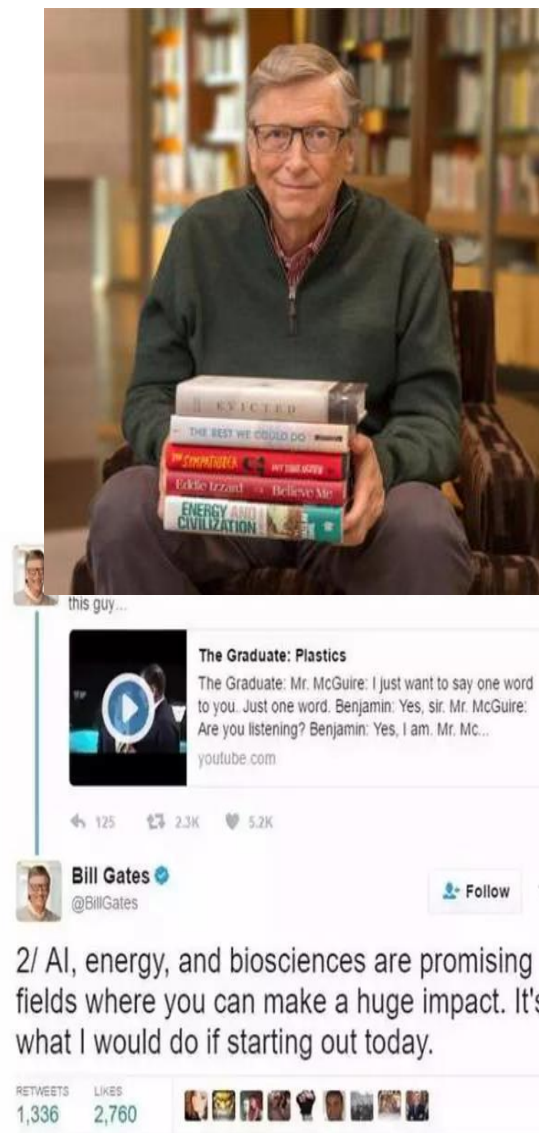 EVICTED
THE BEST WE COULD DO
THE SYMPATHIZER
Eddie Izzard Believe Me
ENERGY AND
CIVILIZATION
this guy...
The Graduate: Plastics
The Graduate: Mr. McGuire: I just want to say one word
to you. Just one word. Benjamin: Yes, sir. Mr. McGuire:
Are you listening? Benjamin: Yes, I am. Mr. Mc...
youtube.com
125 2.3K 5.2K
Bill Gates
@BillGates
Follow
2/ AI, energy, and biosciences are promising
fields where you can make a huge impact. It's
what I would do if starting out today.
RETWEETS LIKES
1,336 2,760